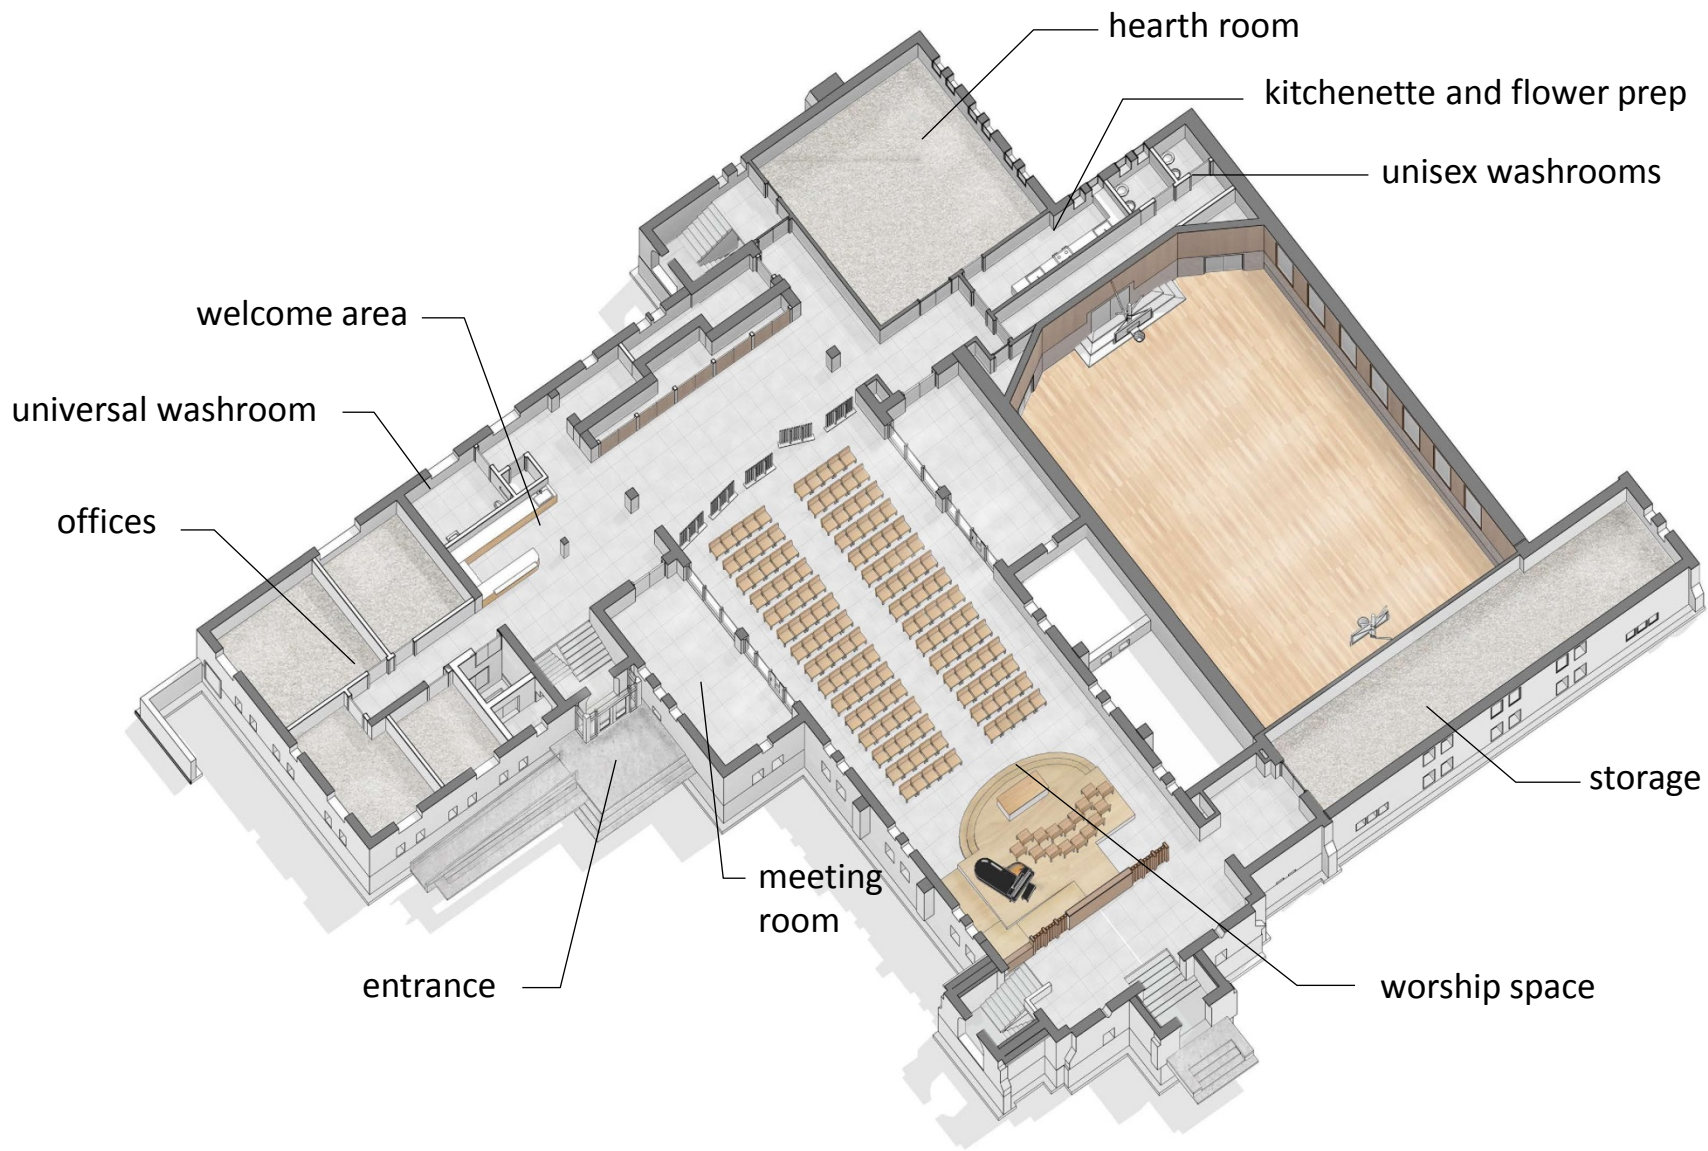 hearth room
kitchenette and flower prep
unisex washrooms
welcome area
universal washroom
offices
storage
meeting
room
entrance
worship space